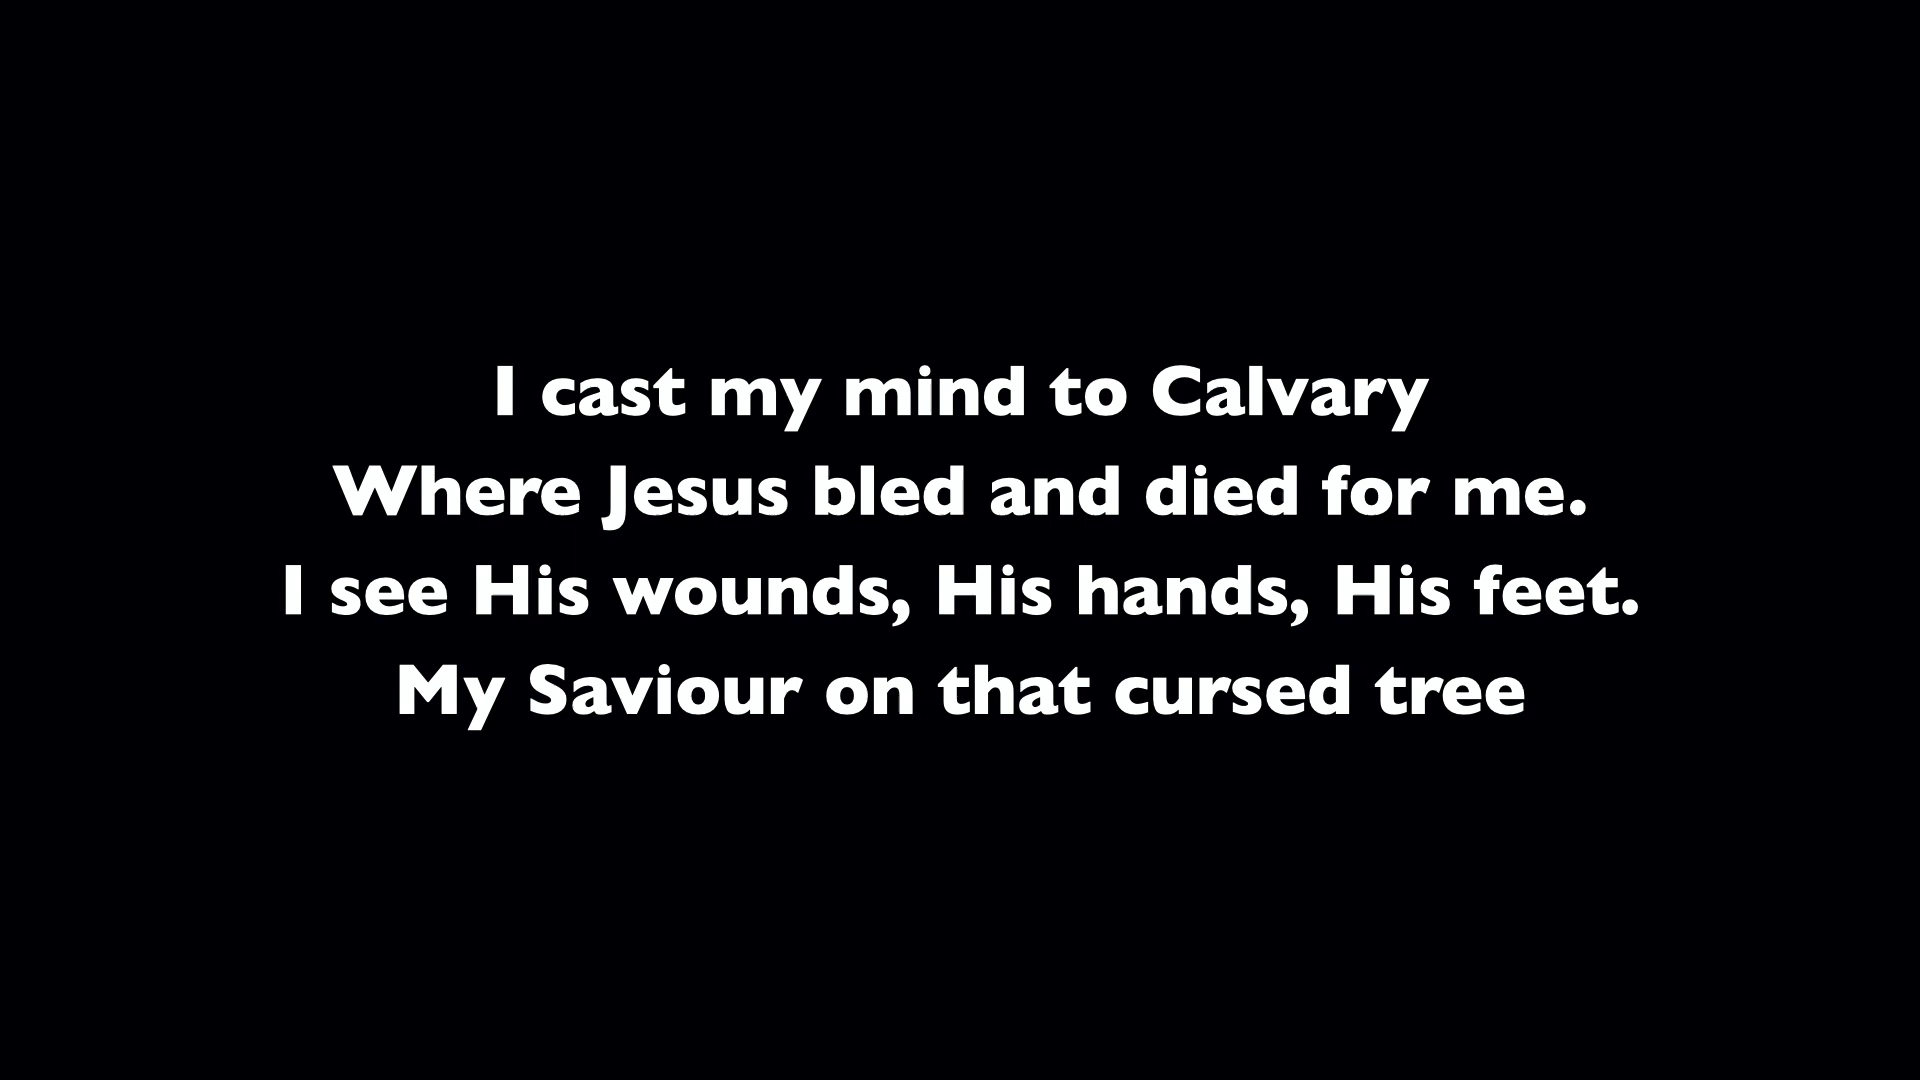 I cast my mind to Calvary
Where Jesus bled and died for me.
I see His wounds, His hands, His feet.
My Saviour on that cursed tree